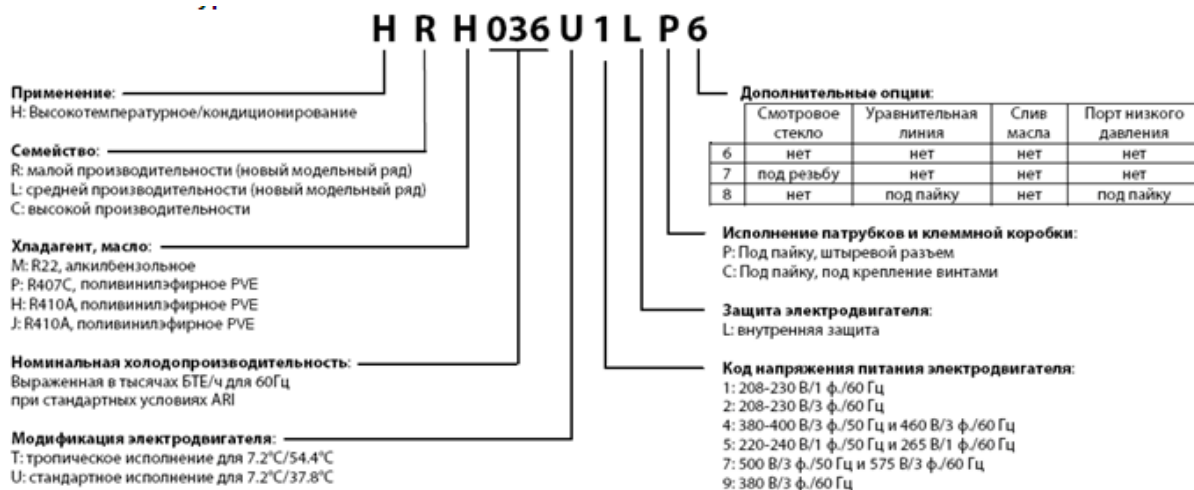 H R H 036 U 1 L P 6
Применение:
H: Высокотемпературное/кондиционирование
Семейство:
R: малой производительности (новый модельный ряд)
L: средней производительности (новый модельный ряд)
C: высокой производительности
Хладагент, масло:
M: R22, алкилбензольное
P: R407C, поливинилэфирное PVE
H: R410A, поливинилэфирное PVE
J: R410A, поливинилэфирное PVE
Номинальная холодопроизводительность:
Выраженная в тысячах БТЕ/ч для 60Гц
при стандартных условиях ARI
Модификация электродвигателя:
T: тропическое исполнение для 7.2°C/54.4°C
U: стандартное исполнение для 7.2°C/37.8°C
Дополнительные опции:
Смотровое стекло Уравнительная линия Слив масла Порт низкого давления
6 нет нет нет нет
7 под резьбу нет нет нет
8 нет под пайку нет под пайку
Исполнение патрубков и клеммной коробки:
P: Под пайку, штыревой разъем
C: Под пайку, под крепление винтами
Защита электродвигателя:
L: внутренняя защита
Код напряжения питания электродвигателя:
1: 208-230 В/1 ф./60 Гц
2: 208-230 В/3 ф./60 Гц
4: 380-400 В/3 ф./50 Гц и 460 В/3 ф./60 Гц
5: 220-240 В/1 ф./50 Гц и 265 В/1 ф./60 Гц
7: 500 В/3 ф./50 Гц и 575 В/3 ф./60 Гц
9: 380 В/3 ф./60 Гц